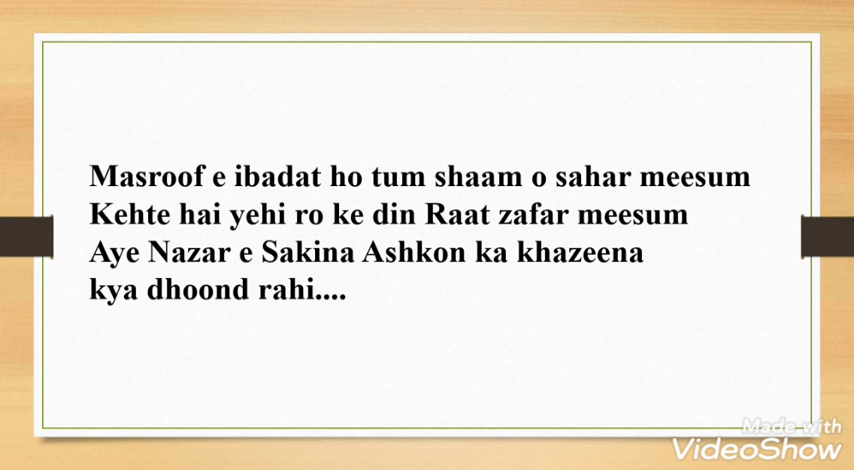 Masroof e ibadat ho tum shaam o sahar meesum
Kehte hai yehi ro ke din Raat zafar meesum
Aye Nazar e Sakina Ashkon ka khazeena
kya dhoond rahi....
Made with
VideoShow